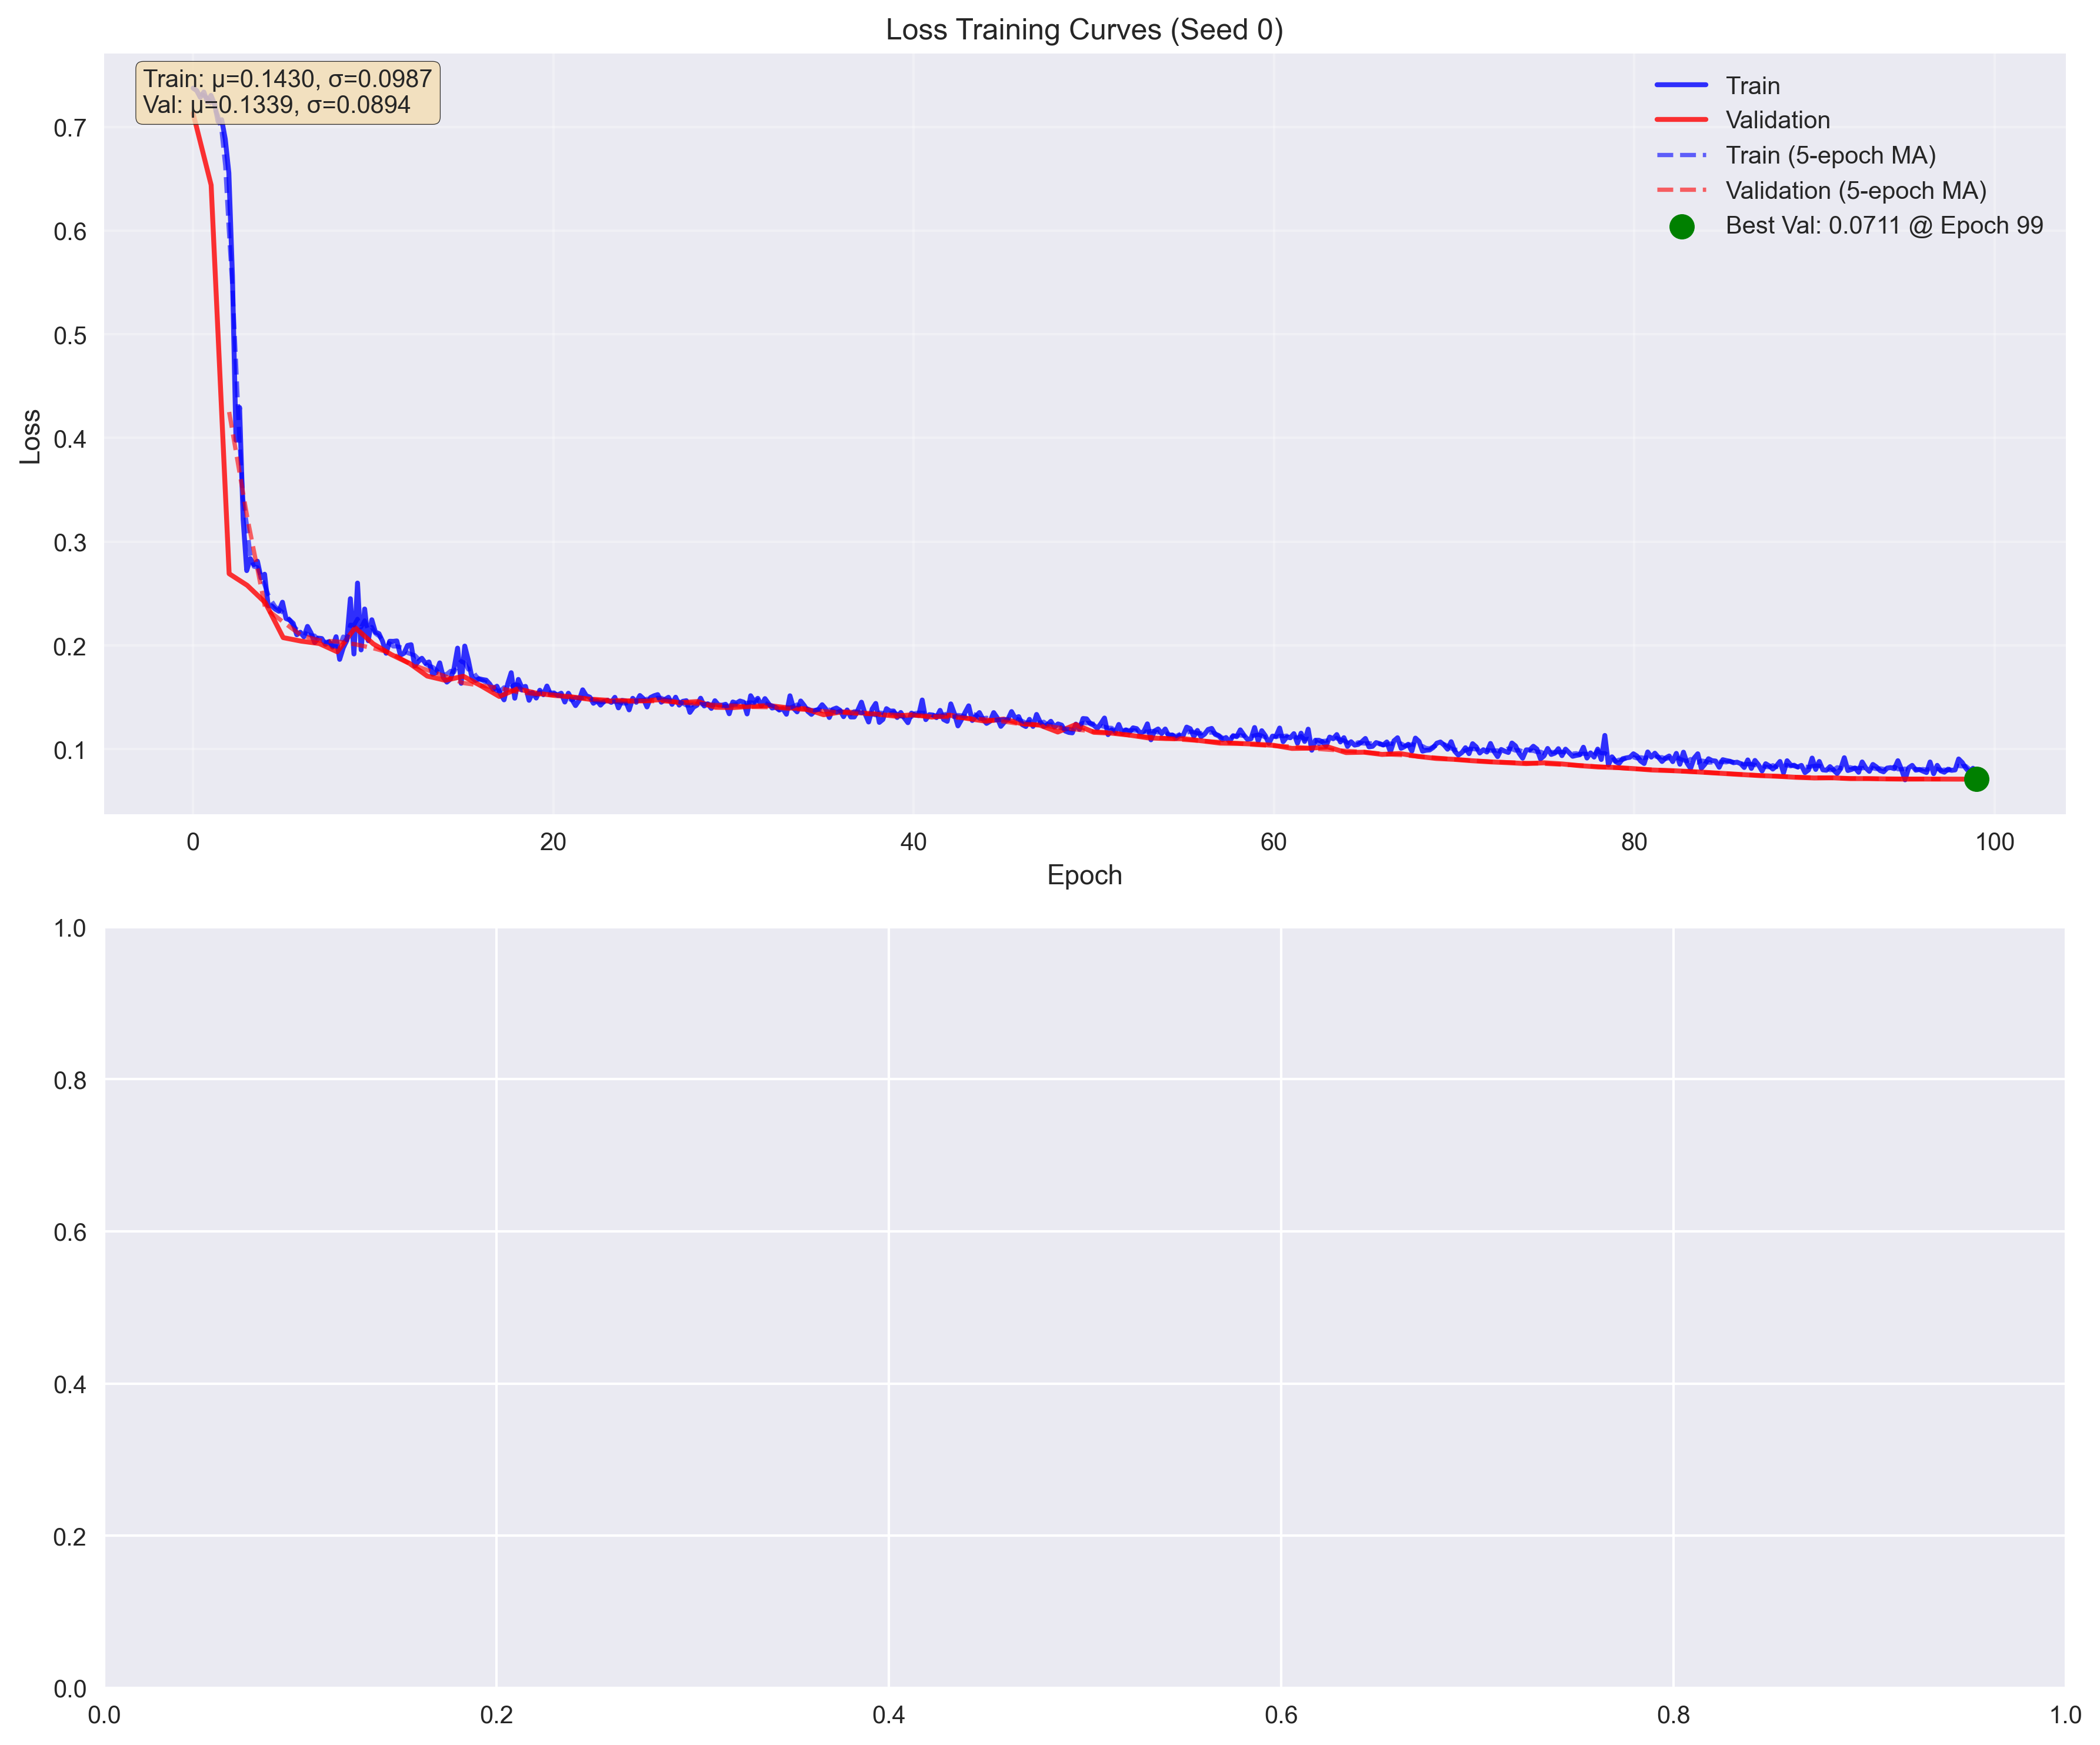 Loss Training Curves (Seed 0)
Train: μ=0.1430, σ=0.0987
Val: μ=0.1339, σ=0.0894
Train
Validation
Train (5-epoch MA)
Validation (5-epoch MA)
Best Val: 0.0711 @ Epoch 99
Loss
0.7
0.6
0.5
0.4
0.3
0.2
0.1
0 20 40 60 80 100
Epoch
1.0
0.8
0.6
0.4
0.2
0.0
0.0 0.2 0.4 0.6 0.8 1.0